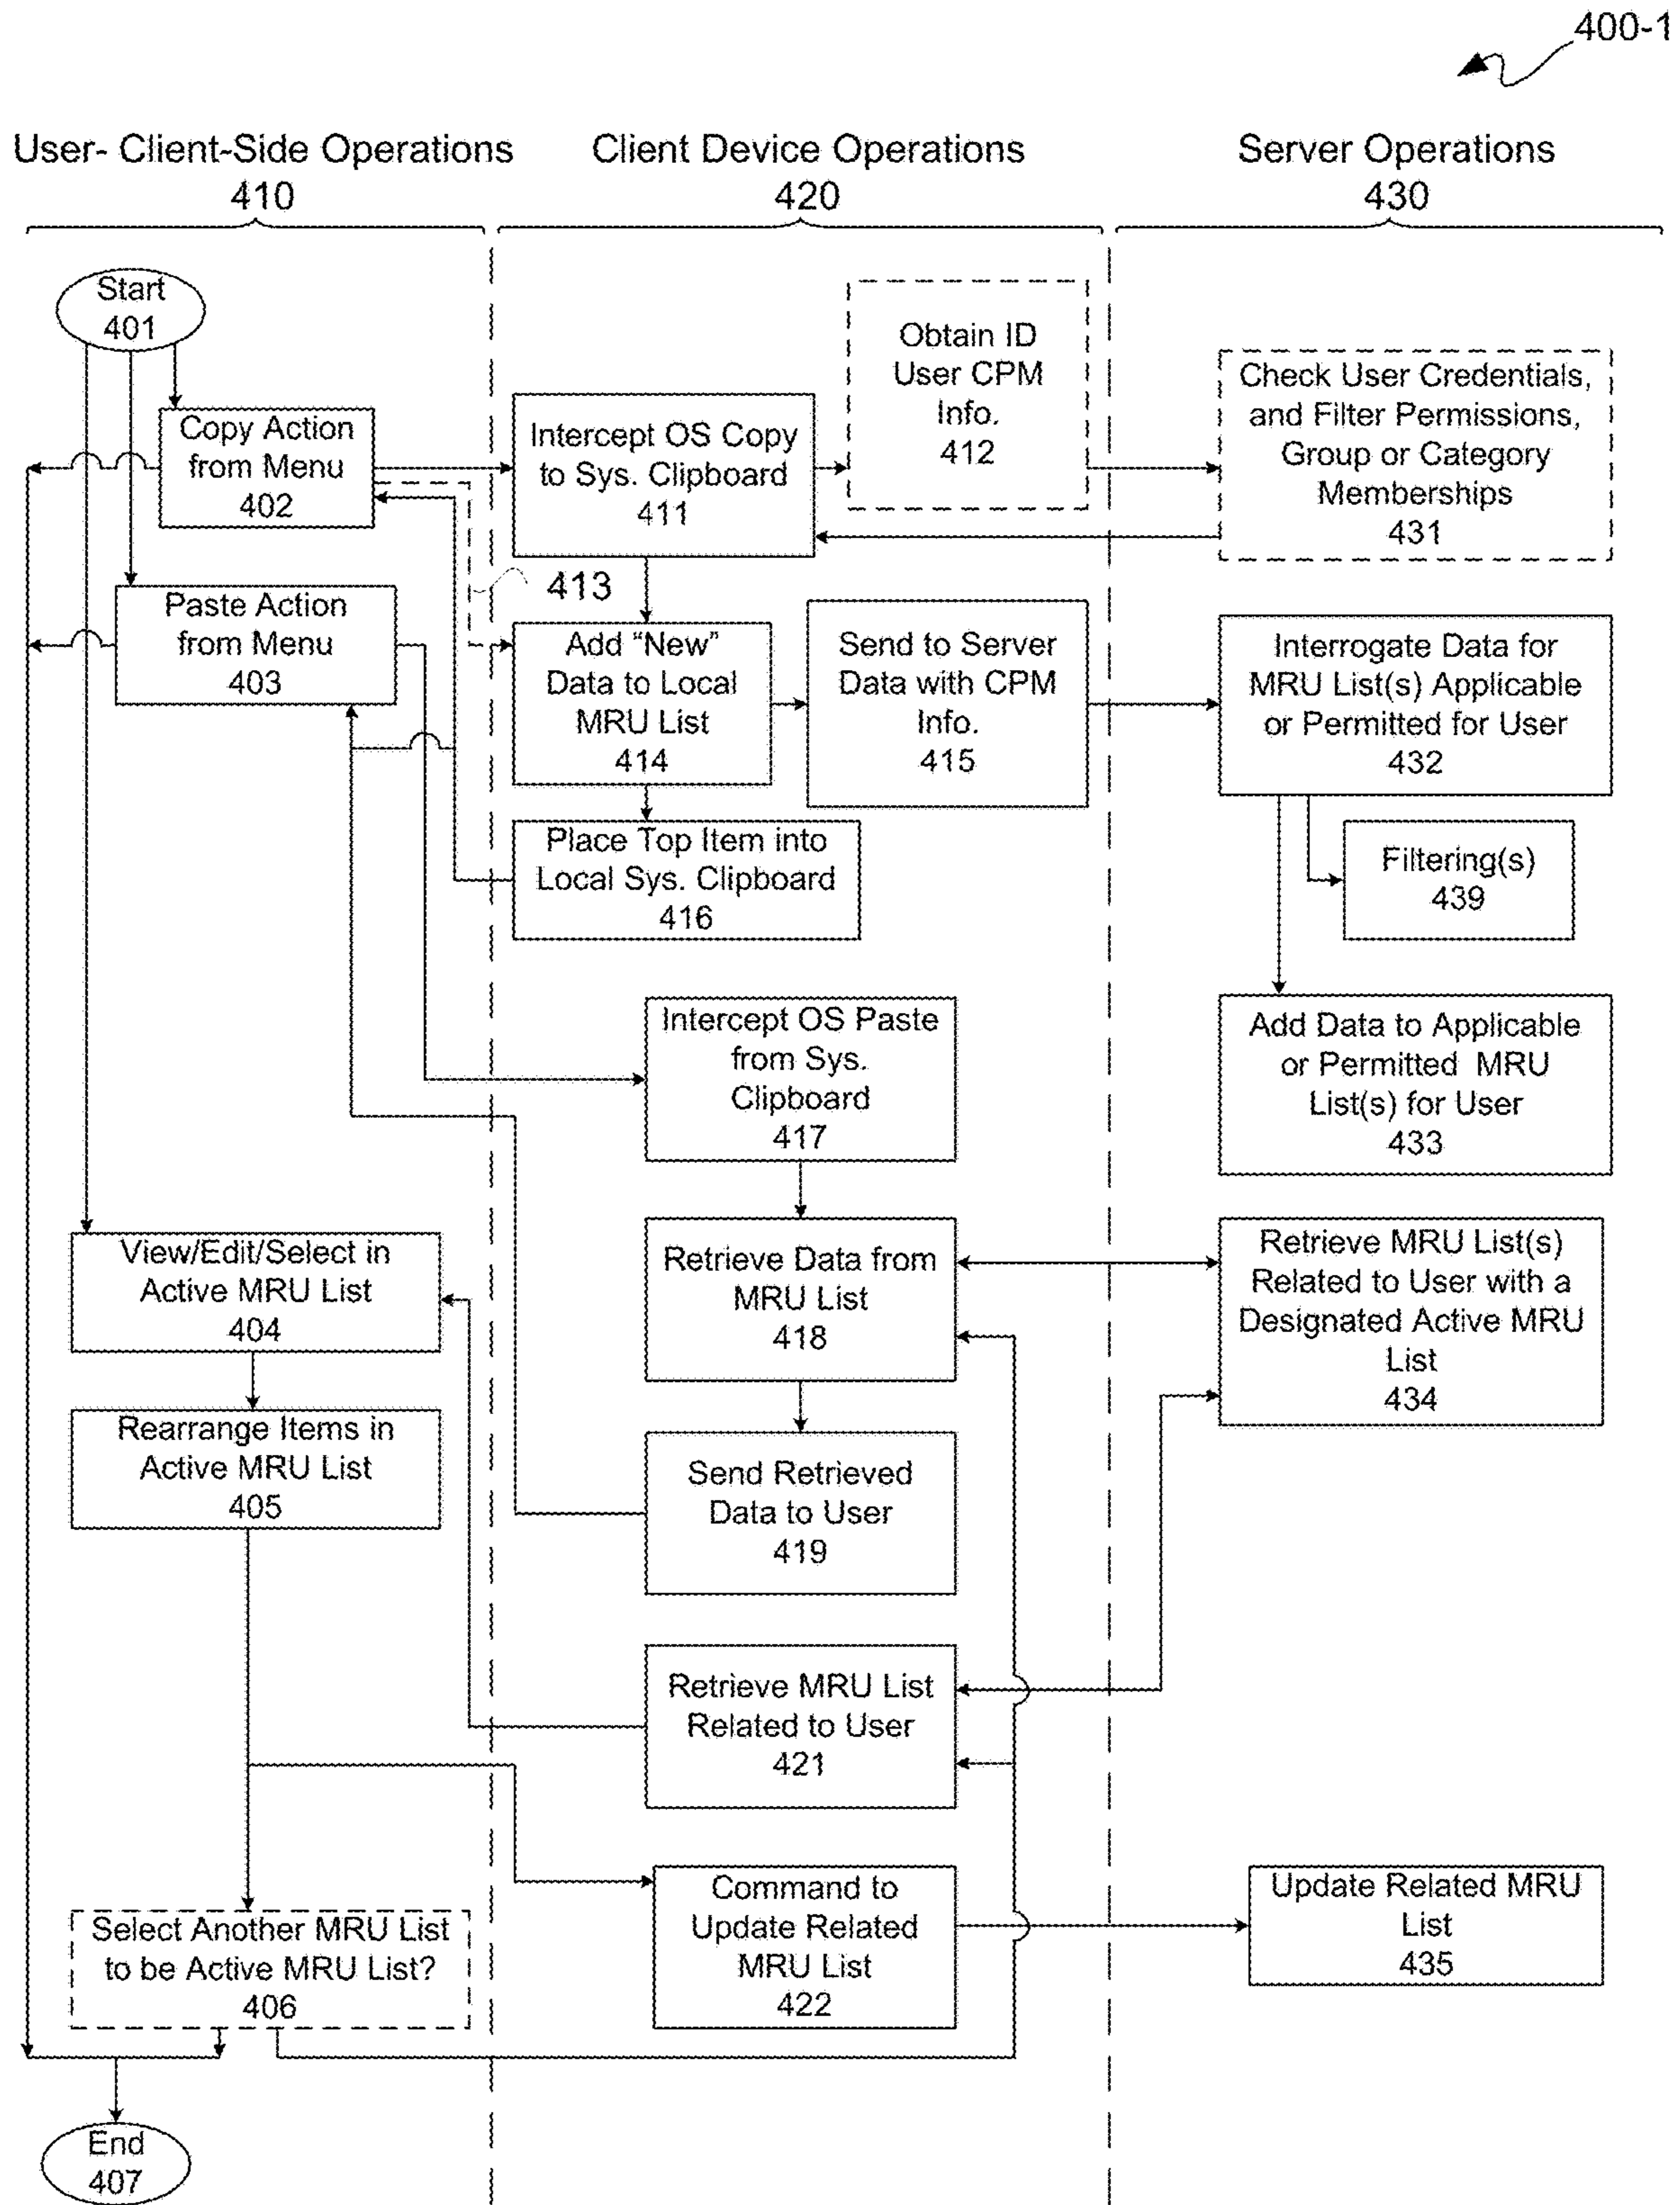 400-1
User- Client-Side Operations
410
Client Device Operations
420
Server Operations
430
Start
401
Copy Action
from Menu
402
Paste Action
from Menu
403
View/Edit/Select in
Active MRU List
404
Rearrange Items in
Active MRU List
405
Select Another MRU List
to be Active MRU List?
406
End
407
Intercept OS Copy
to Sys. Clipboard
411
Obtain ID
User CPM
Info.
412
413
Add “New”
Data to Local
MRU List
414
Send to Server
Data with CPM
Info.
415
Place Top Item into
Local Sys. Clipboard
416
Intercept OS Paste
from Sys.
Clipboard
417
Retrieve Data from
MRU List
418
Send Retrieved
Data to User
419
Retrieve MRU List
Related to User
421
Command to
Update Related
MRU List
422
Check User Credentials,
and Filter Permissions,
Group or Category
Memberships
431
Interrogate Data for
MRU List(s) Applicable
or Permitted for User
432
Filtering(s)
439
Add Data to Applicable
or Permitted MRU
List(s) for User
433
Retrieve MRU List(s)
Related to User with a
Designated Active MRU
List
434
Update Related MRU
List
435